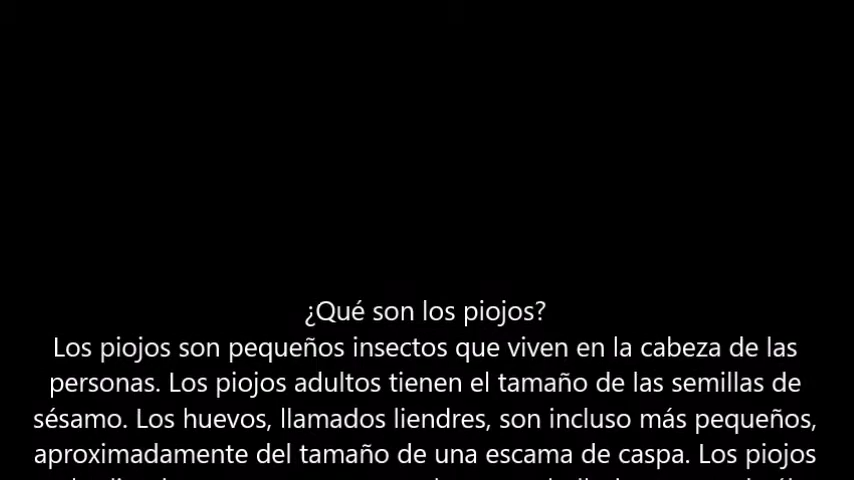 ¿Qué son los piojos?
Los piojos son pequeños insectos que viven en la cabeza de las
personas. Los piojos adultos tienen el tamaño de las semillas de
sésamo. Los huevos, llamados liendres, son incluso más pequeños,
aproximadamente del tamaño de una escama de caspa. Los piojos